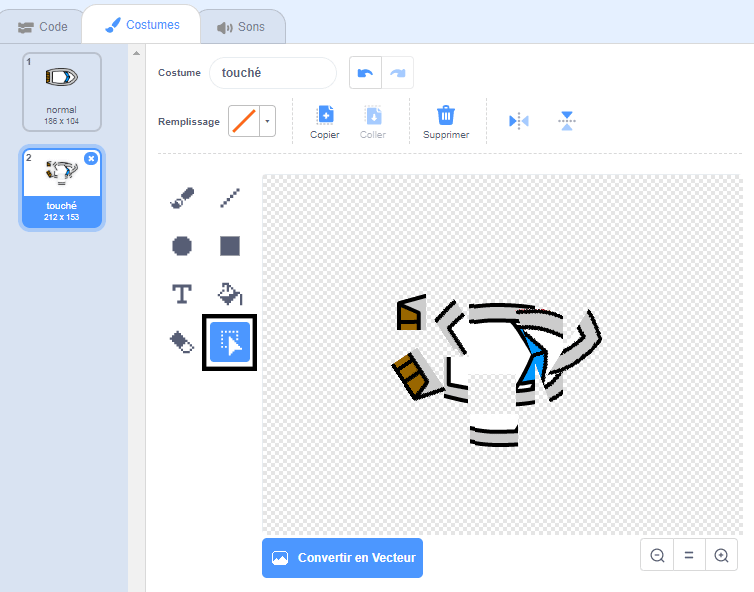 Code
Costumes
Sons
1
normal
186 x 104
2
touché
212 x 153
Costume
touché
Remplissage
Copier
Coller
Supprimer
T
Convertir en Vecteur